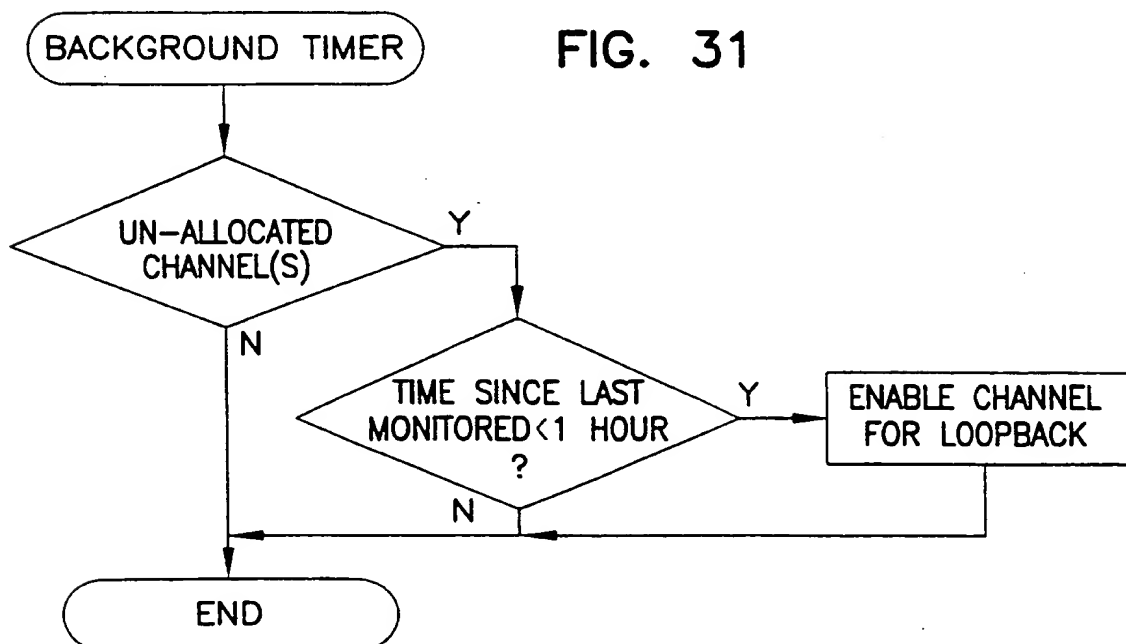 BACKGROUND TIMER
FIG. 31
UN-ALLOCATED
CHANNEL(S)
Y
N
TIME SINCE LAST
MONITORED<1 HOUR
?
Y
N
ENABLE CHANNEL
FOR LOOPBACK
END